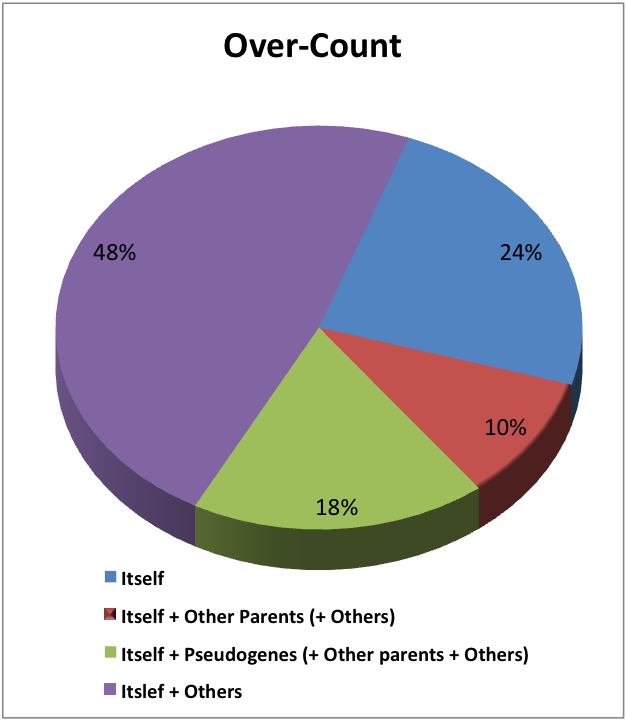 Over-Count
48%
24%
10%
18%
Itself
Itself + Other Parents (+ Others)
Itself + Pseudogenes (+ Other parents + Others)
Itslef + Others